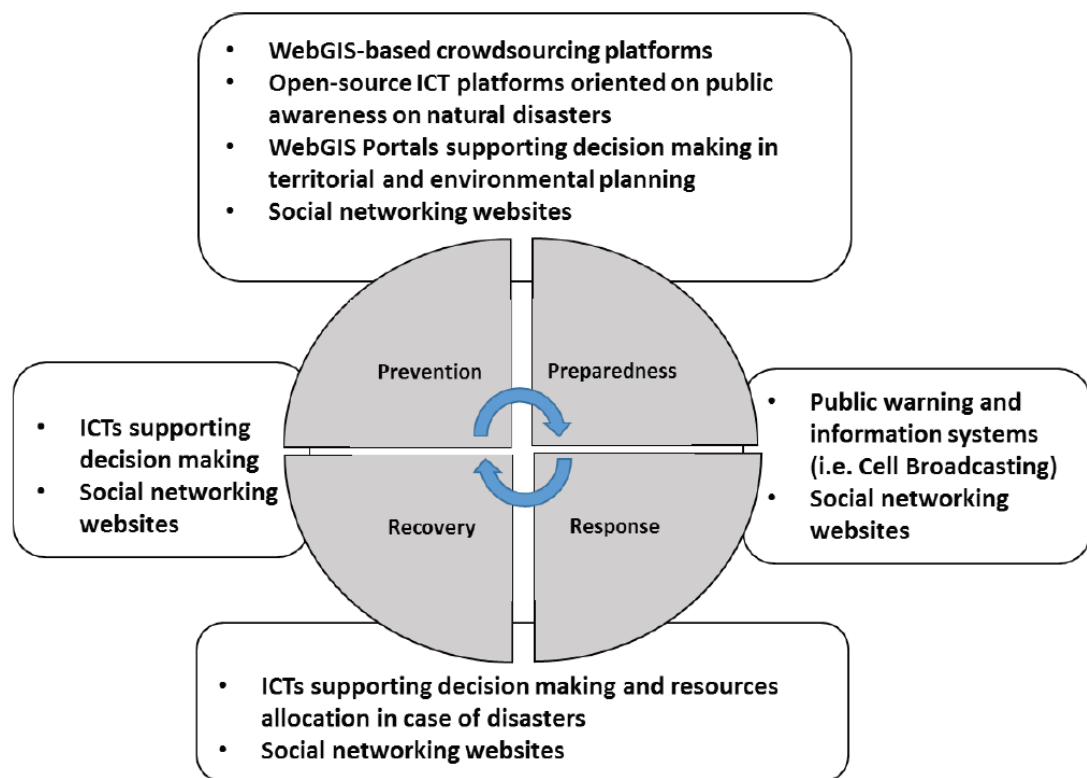 • WebGIS-based crowdsourcing platforms
• Open-source ICT platforms oriented on public
awareness on natural disasters
• WebGIS Portals supporting decision making in
territorial and environmental planning
• Social networking websites
Prevention
Preparedness
• ICTs supporting
decision making
• Social networking
websites
• Public warning and
information systems
(i.e. Cell Broadcasting)
• Social networking
websites
Recovery
Response
• ICTs supporting decision making and resources
allocation in case of disasters
• Social networking websites